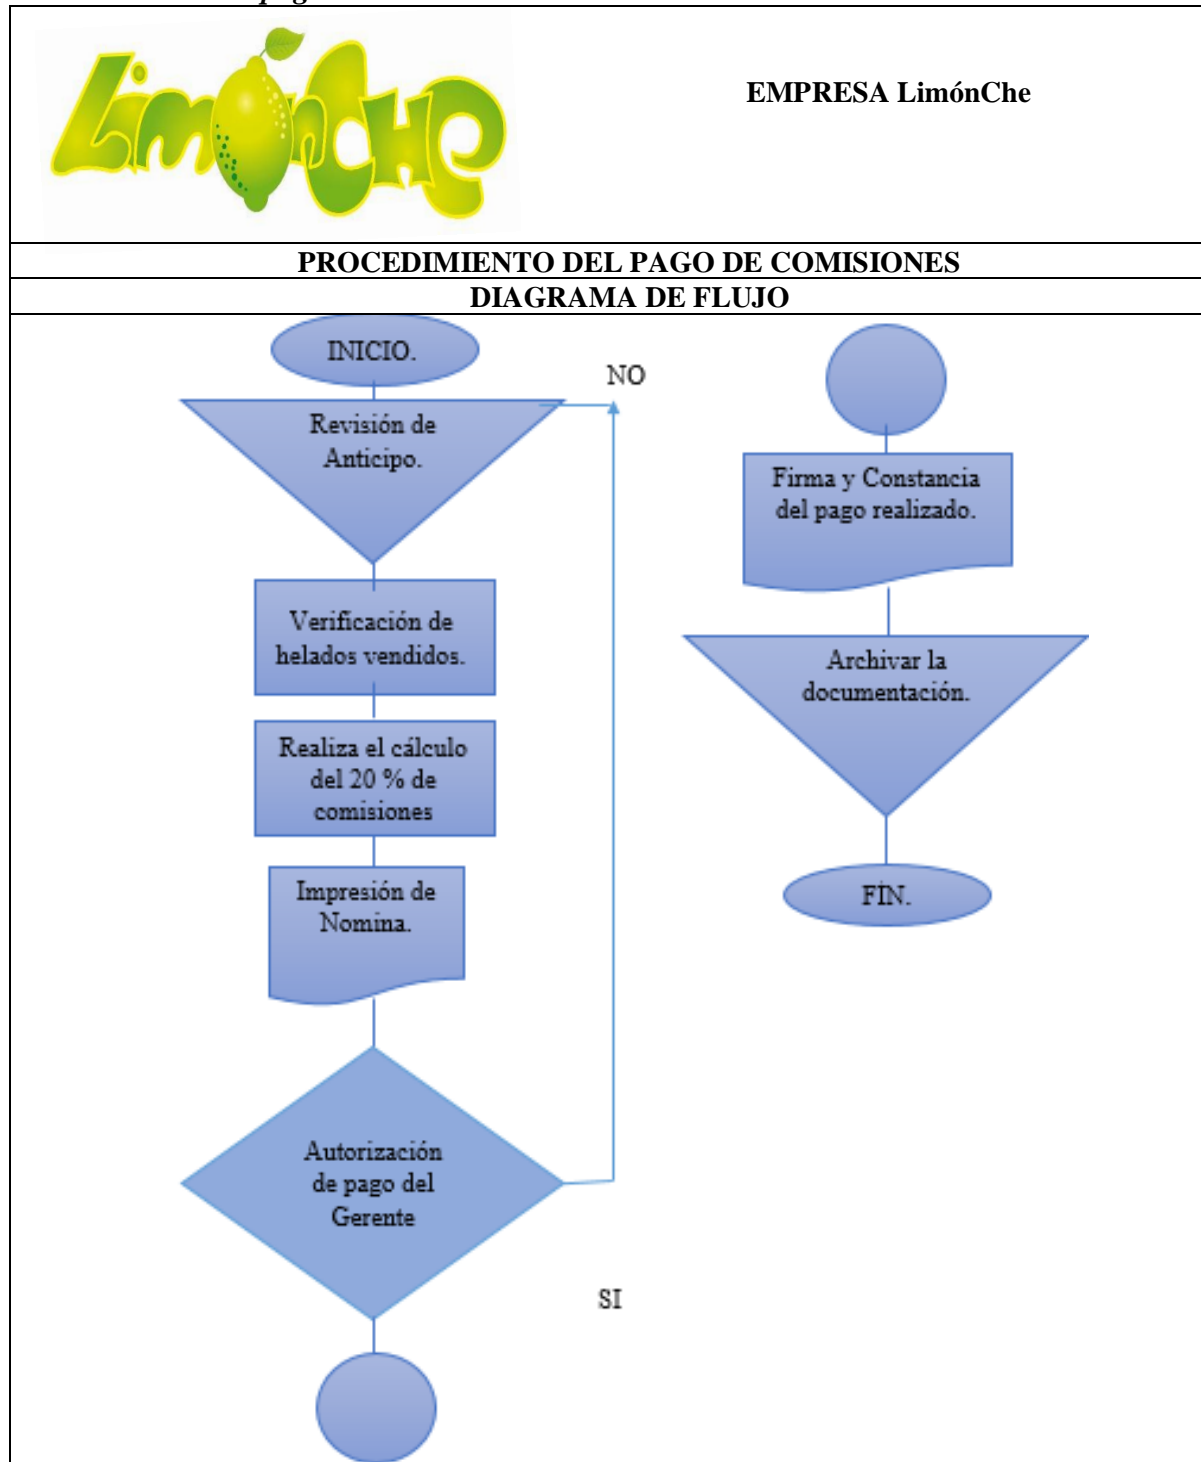 LimónChe
EMPRESA LimónChe
PROCEDIMIENTO DEL PAGO DE COMISIONES
DIAGRAMA DE FLUJO
INICIO.
NO
Revisión de
Anticipo.
Verificación de
helados vendidos.
Realiza el cálculo
del 20 % de
comisiones
Impresión de
Nomina.
Autorización
de pago del
Gerente
SI
Firma y Constancia
del pago realizado.
Archivar la
documentación.
FÌN.